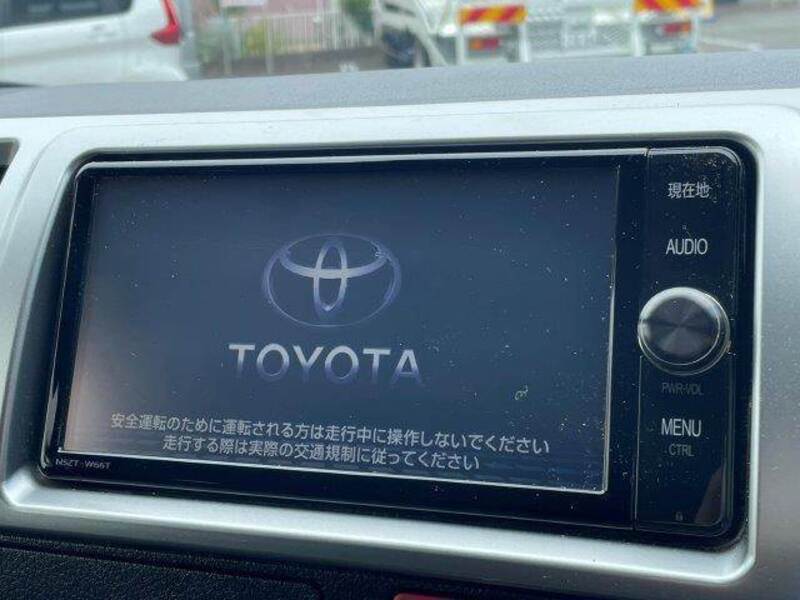 現在地
AUDIO
TOYOTA
PWR-VOL
安全運転のために運転される方は走行中に操作しないでください
走行する際は実際の交通規制に従ってください
MENU
CTRL
NSZT-W66T